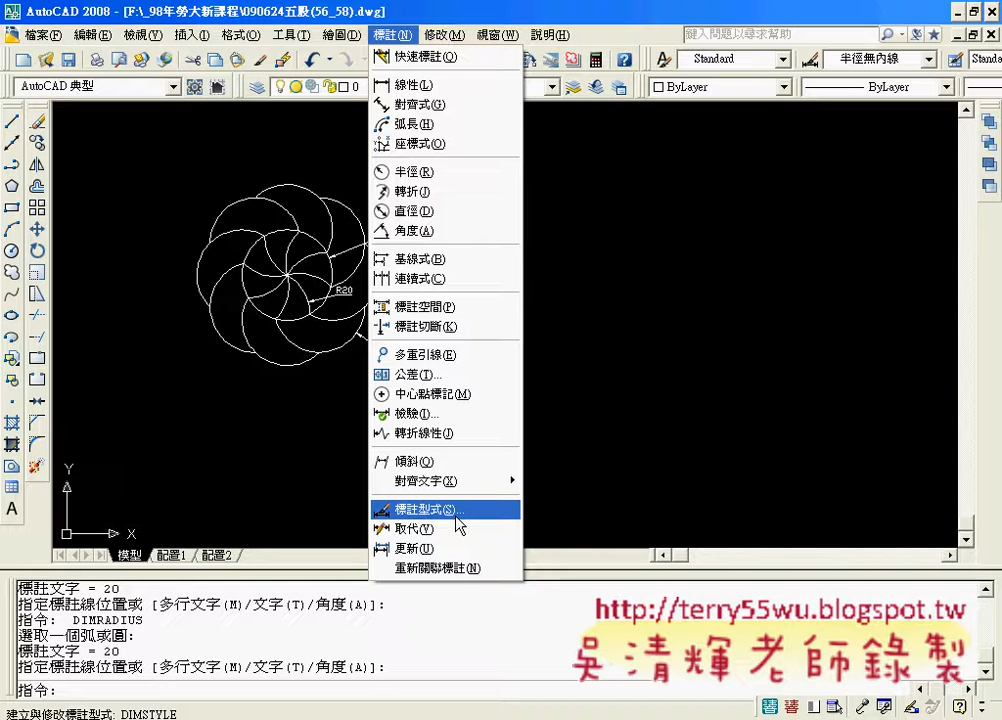 AutoCAD 2008 - [F:\_98年勞大新課程\090624五股(56_58).dwg]
檔案(F) 編輯(E) 檢視(V) 插入(I) 格式(O) 工具(T) 繪圖(D) 標註(N) 修改(M) 視窗(W) 說明(H) 鍵入問題以尋求幫助
Standard 半徑無內線 Standa
AutoCAD 典型 0 ByLayer ByLayer
快速標註(Q)
線性(L)
對齊式(G)
弧長(H)
座標式(O)
半徑(R)
轉折(J)
直徑(D)
角度(A)
基線式(B)
連續式(C)
標註空間(P)
標註切斷(K)
多重引線(E)
公差(T)...
中心點標記(M)
檢驗(I)...
轉折線性(J)
傾斜(Q)
對齊文字(X)
標註型式(S)...
取代(V)
更新(U)
重新關聯標註(N)
R20
Y
X
模型 配置1 配置2
標註文字 = 20
指定標註線位置或 [多行文字(M)/文字(T)/角度(A)]:
指令: DIMRADIUS
選取一個弧或圓:
標註文字 = 20
指定標註線位置或 [多行文字(M)/文字(T)/角度(A)]:
指令:
http://terry55wu.blogspot.tw
吳清輝老師錄製
建立與修改標註型式: DIMSTYLE